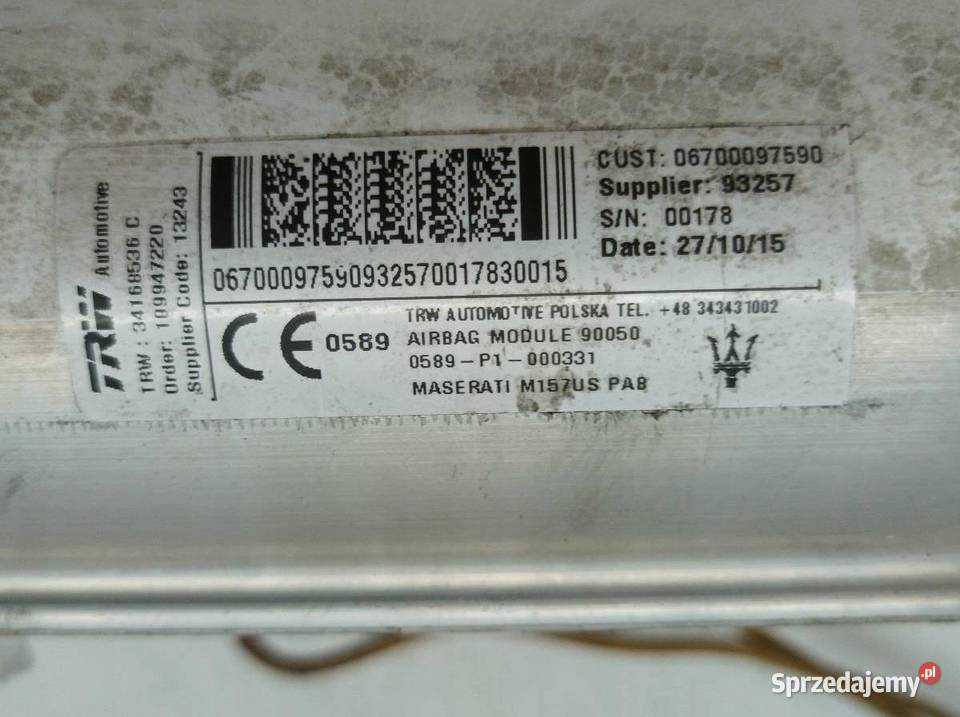 TRW Automotive
TRW : 34168536 C
Order: 109947220
Supplier Code: 13243
CUST: 06700097590
Supplier: 93257
S/N: 00178
Date: 27/10/15
06700097590932570017830015
CE 0589
TRW AUTOMOTIVE POLSKA TEL. +48 343431002
AIRBAG MODULE 90050
0589-P1-000331
MASERATI M157US PAB
Sprzedajemy.pl